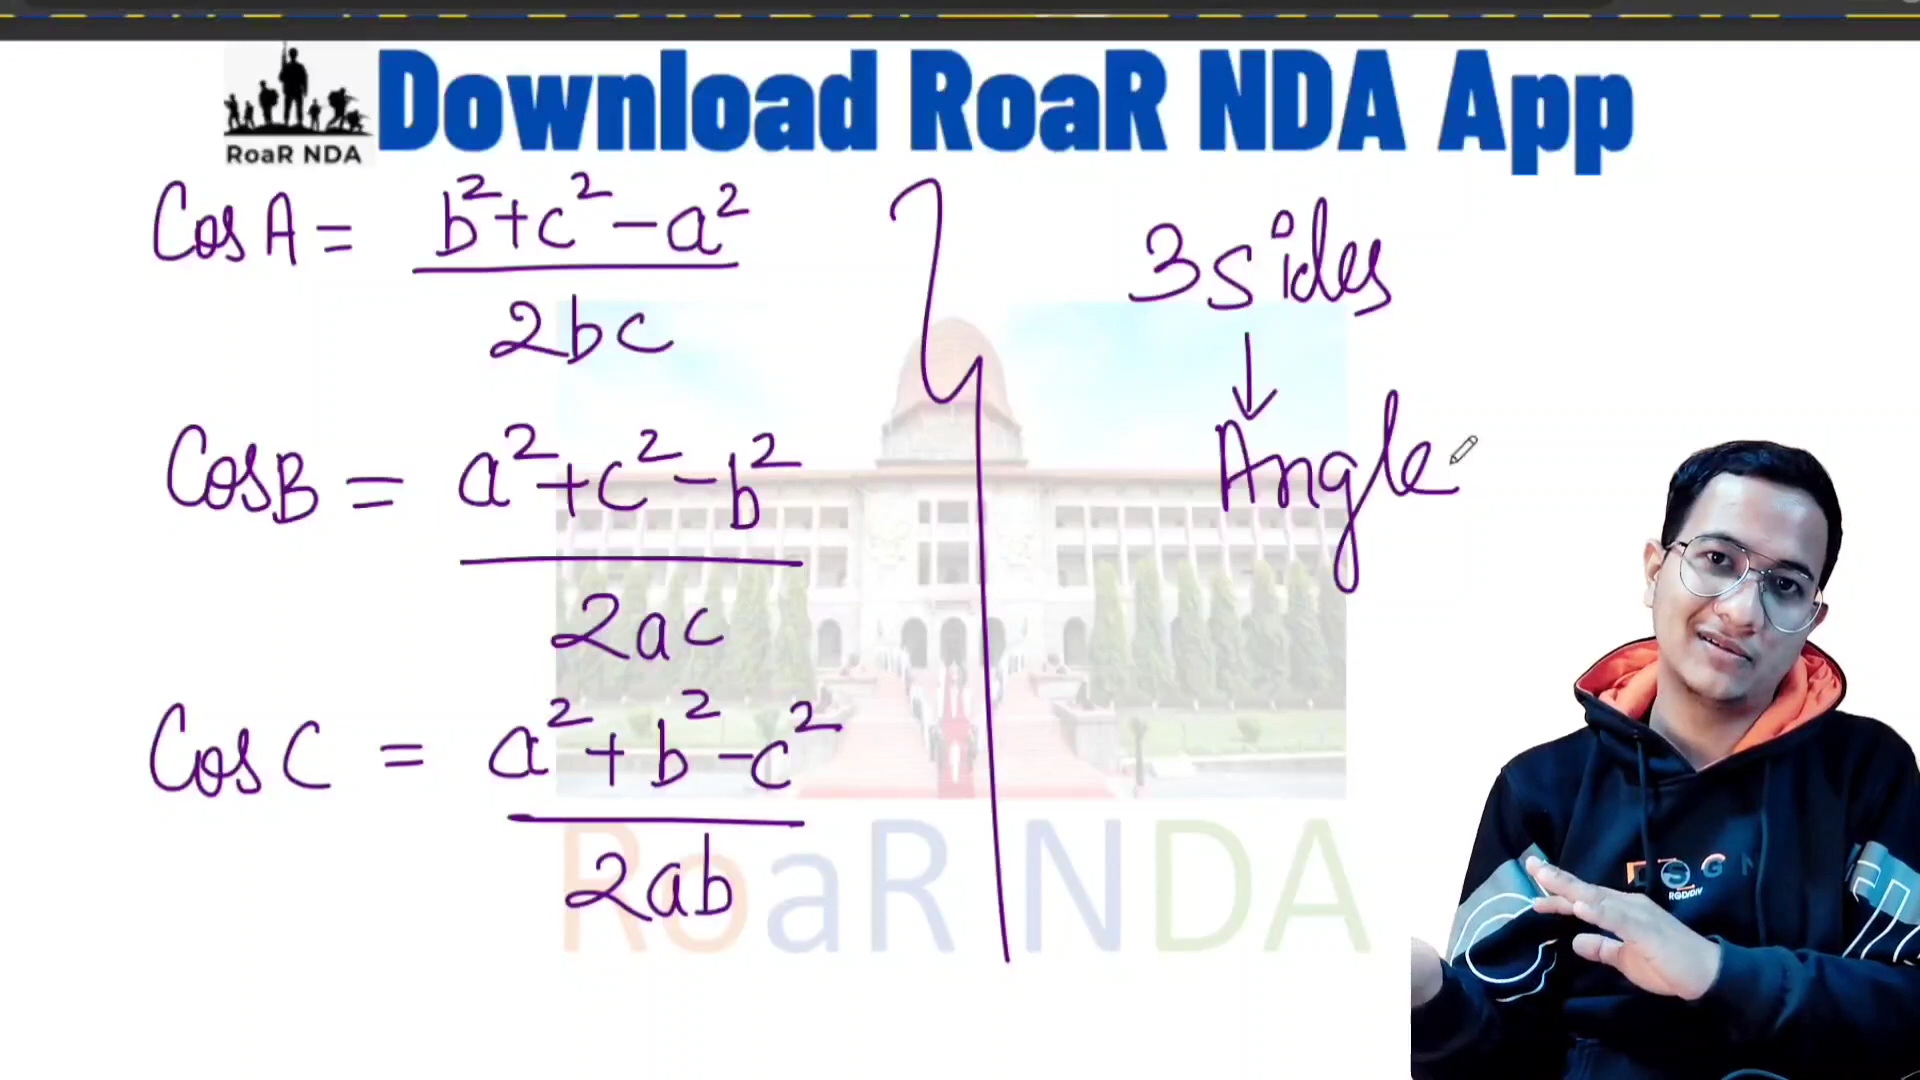 Download RoaR NDA App
RoaR NDA
Cos A = b²+c²-a² / 2bc
Cos B = a²+c²-b² / 2ac
Cos C = a²+b²-c² / 2ab
3 sides
↓
Angle
RoaR NDA
D S G N